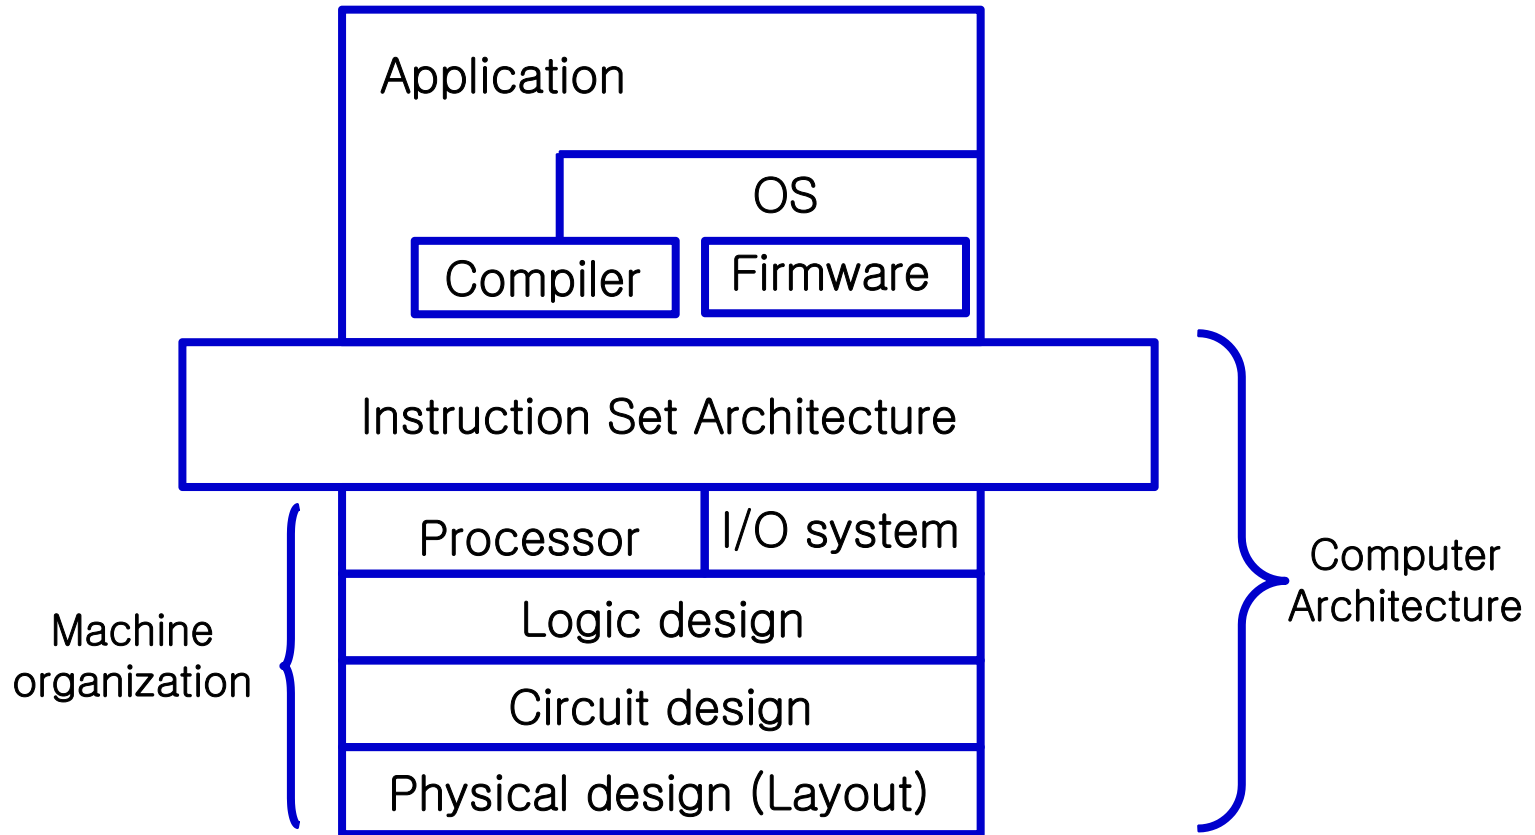 Application
OS
Compiler
Firmware
Instruction Set Architecture
Processor
I/O system
Logic design
Circuit design
Physical design (Layout)
Machine
organization
Computer
Architecture